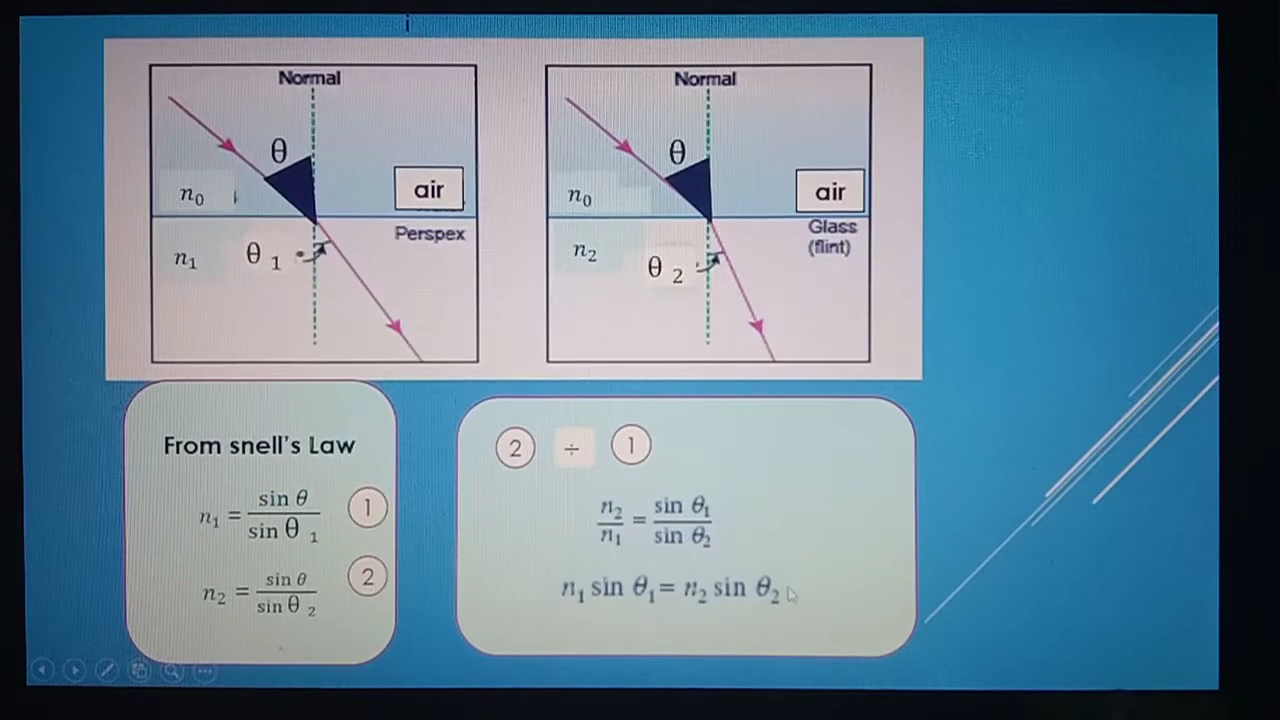 Normal
θ
n₀
air
Perspex
n₁
θ 1
Normal
θ
n₀
air
Glass
(flint)
n₂
θ 2
From snell's Law
n₁ = sin θ / sin θ 1
1
n₂ = sin θ / sin θ 2
2
2 ÷ 1
n₂ / n₁ = sin θ₁ / sin θ₂
n₁ sin θ₁ = n₂ sin θ₂